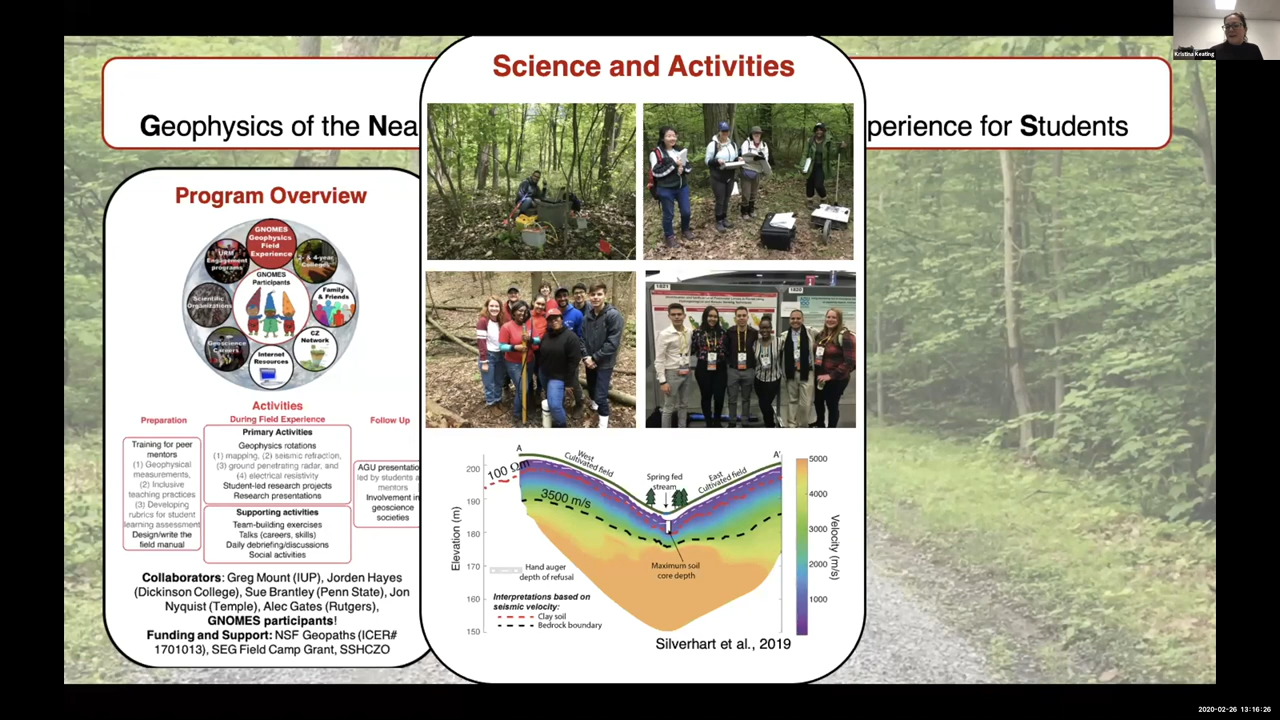 Kristina Keating
Science and Activities
Geophysics of the Nea
perience for Students
Program Overview
GNOMES
Geophysics
Field
Experience
URM
Engagement
programs
2- & 4-year
Colleges
GNOMES
Participants
Scientific
Organizations
Family
& Friends
Geoscience
Careers
CZ
Network
Internet
Resources
Activities
Preparation
During Field Experience
Follow Up
Training for peer
mentors
(1) Geophysical
measurements,
(2) Inclusive
teaching practices
(3) Developing
rubrics for student
learning assessment
Design/write the
field manual
Primary Activities
Geophysics rotations
(1) mapping, (2) seismic refraction,
(3) ground penetrating radar, and
(4) electrical resistivity
Student-led research projects
Research presentations
Supporting activities
Team-building exercises
Talks (careers, skills)
Daily debriefing/discussions
Social activities
AGU presentatio
led by students a
mentors
Involvement in
geoscience
societies
Collaborators: Greg Mount (IUP), Jorden Hayes
(Dickinson College), Sue Brantley (Penn State), Jon
Nyquist (Temple), Alec Gates (Rutgers),
GNOMES participants!
Funding and Support: NSF Geopaths (ICER#
1701013), SEG Field Camp Grant, SSHCZO
1821
1820
A
A'
West
Cultivated field
Spring fed
stream
East
Cultivated field
100 Ωm
3500 m/s
Elevation (m)
200
190
180
170
160
150
Maximum soil
core depth
Hand auger
depth of refusal
Interpretations based on
seismic velocity:
Clay soil
Bedrock boundary
5000
4000
3000
2000
1000
Velocity (m/s)
Silverhart et al., 2019
2020-02-26 13:16:26